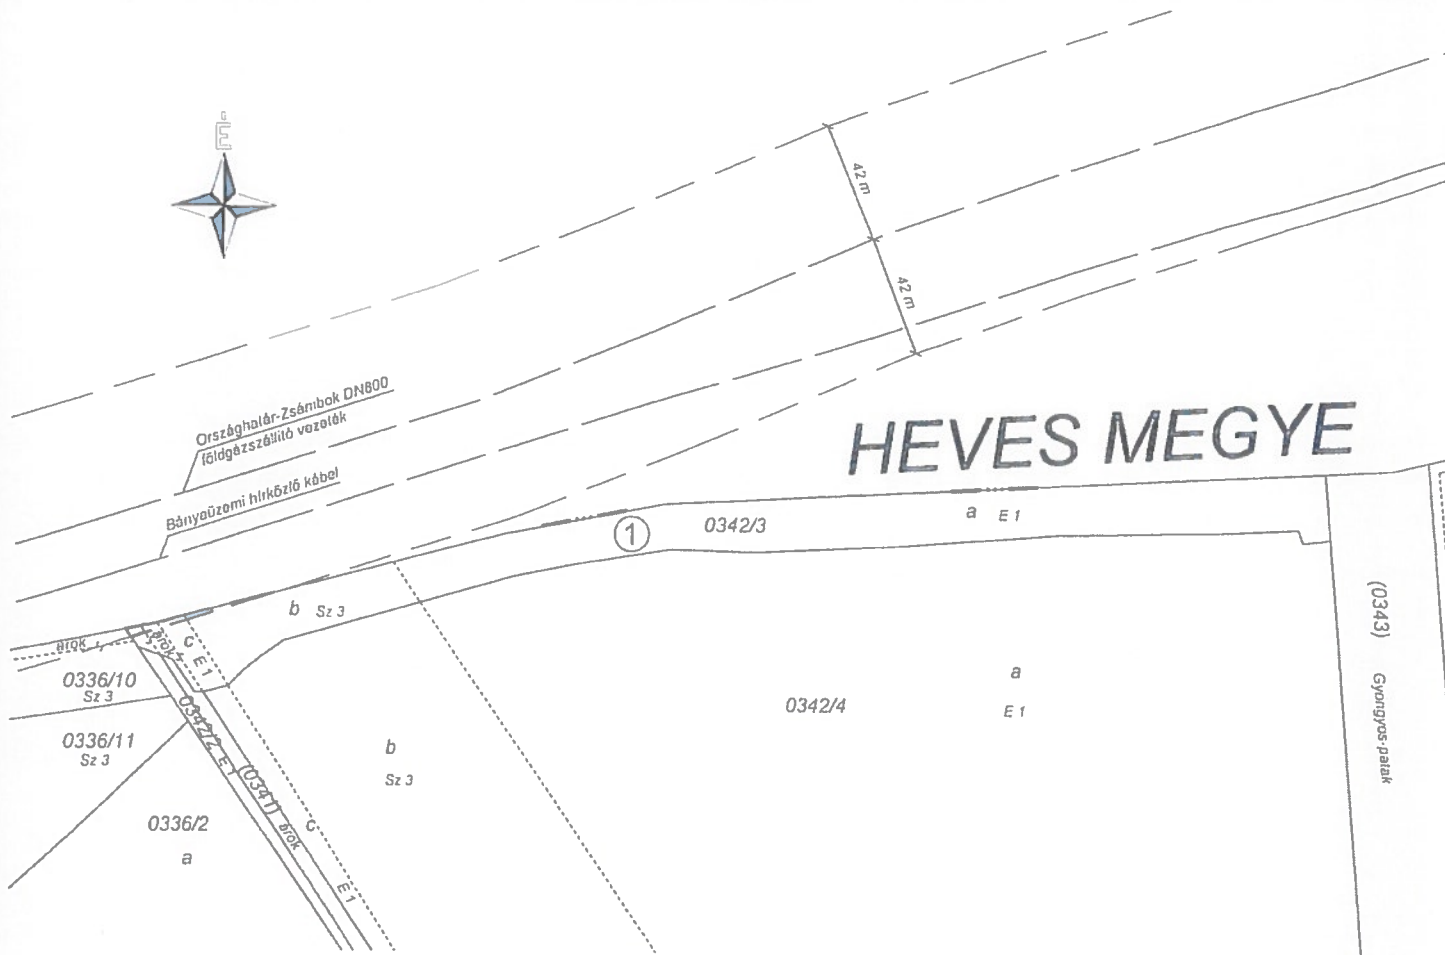 É
42 m
42 m
Országhatár-Zsámbok DN800
földgázszállító vezeték
Bányaüzemi hírközlő kábel
HEVES MEGYE
1
0342/3
a E 1
b Sz 3
árok
árok
c
E 1
0336/10
Sz 3
0336/11
Sz 3
0342/2
E 1
(0341)
árok
c
E 1
0336/2
a
b
Sz 3
0342/4
a
E 1
(0343)
Gyöngyös-patak